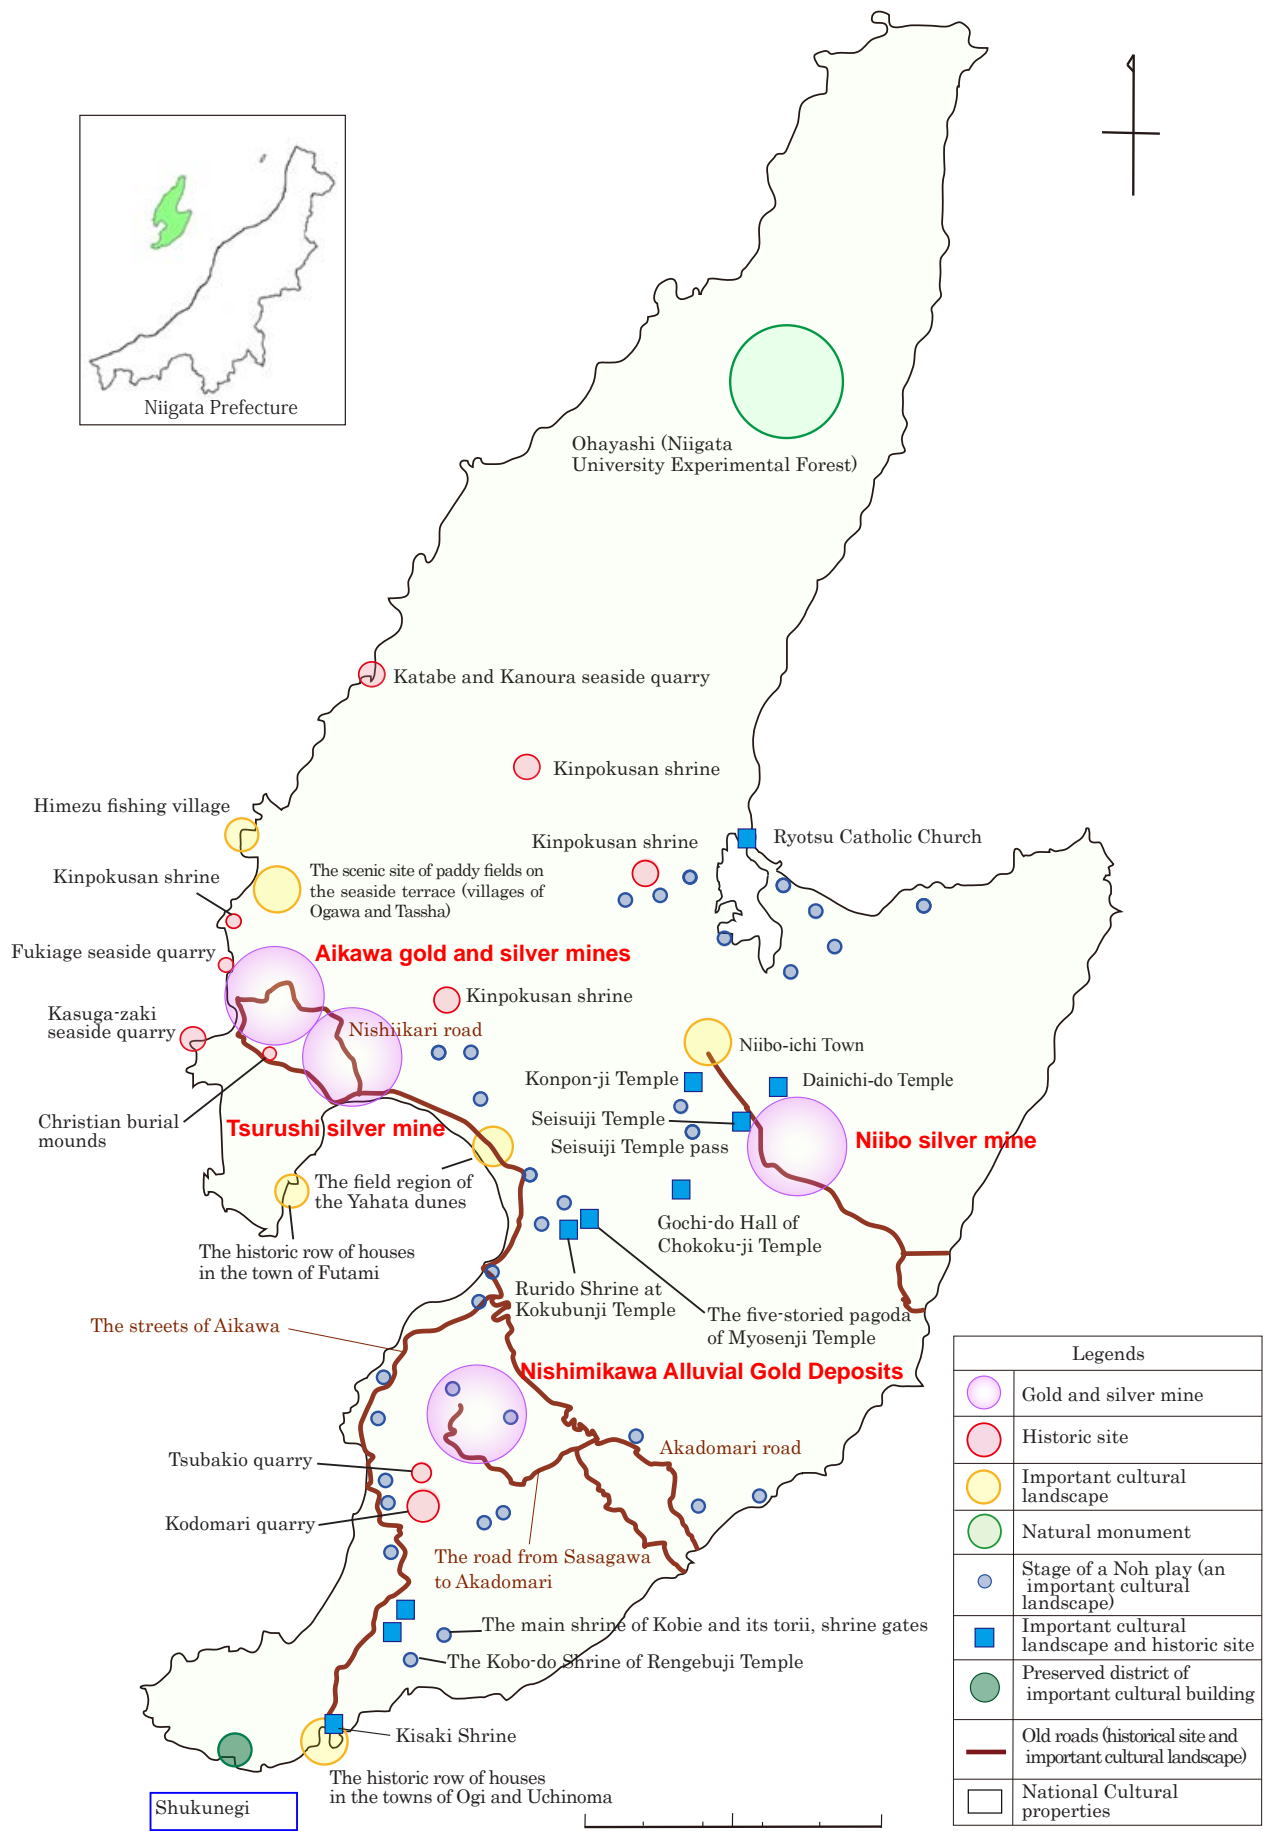 Niigata Prefecture
Ohayashi (Niigata
University Experimental Forest)
Katabe and Kanoura seaside quarry
Kinpokusan shrine
Himezu fishing village
Kinpokusan shrine
Ryotsu Catholic Church
Kinpokusan shrine
The scenic site of paddy fields on
the seaside terrace (villages of
Ogawa and Tassha)
Fukiage seaside quarry
Aikawa gold and silver mines
Kinpokusan shrine
Kasuga-zaki
seaside quarry
Nishiikari road
Niibo-ichi Town
Konpon-ji Temple
Dainichi-do Temple
Christian burial
mounds
Tsurushi silver mine
Seisuiji Temple
Seisuiji Temple pass
Niibo silver mine
The field region of
the Yahata dunes
Gochi-do Hall of
Chokoku-ji Temple
The historic row of houses
in the town of Futami
Rurido Shrine at
Kokubunji Temple
The five-storied pagoda
of Myosenji Temple
The streets of Aikawa
Nishimikawa Alluvial Gold Deposits
Akadomari road
Tsubakio quarry
Kodomari quarry
The road from Sasagawa
to Akadomari
The main shrine of Kobie and its torii, shrine gates
The Kobo-do Shrine of Rengebuji Temple
Kisaki Shrine
The historic row of houses
in the towns of Ogi and Uchinoma
Shukunegi
Legends
Gold and silver mine
Historic site
Important cultural
landscape
Natural monument
Stage of a Noh play (an
important cultural
landscape)
Important cultural
landscape and historic site
Preserved district of
important cultural building
Old roads (historical site and
important cultural landscape)
National Cultural
properties